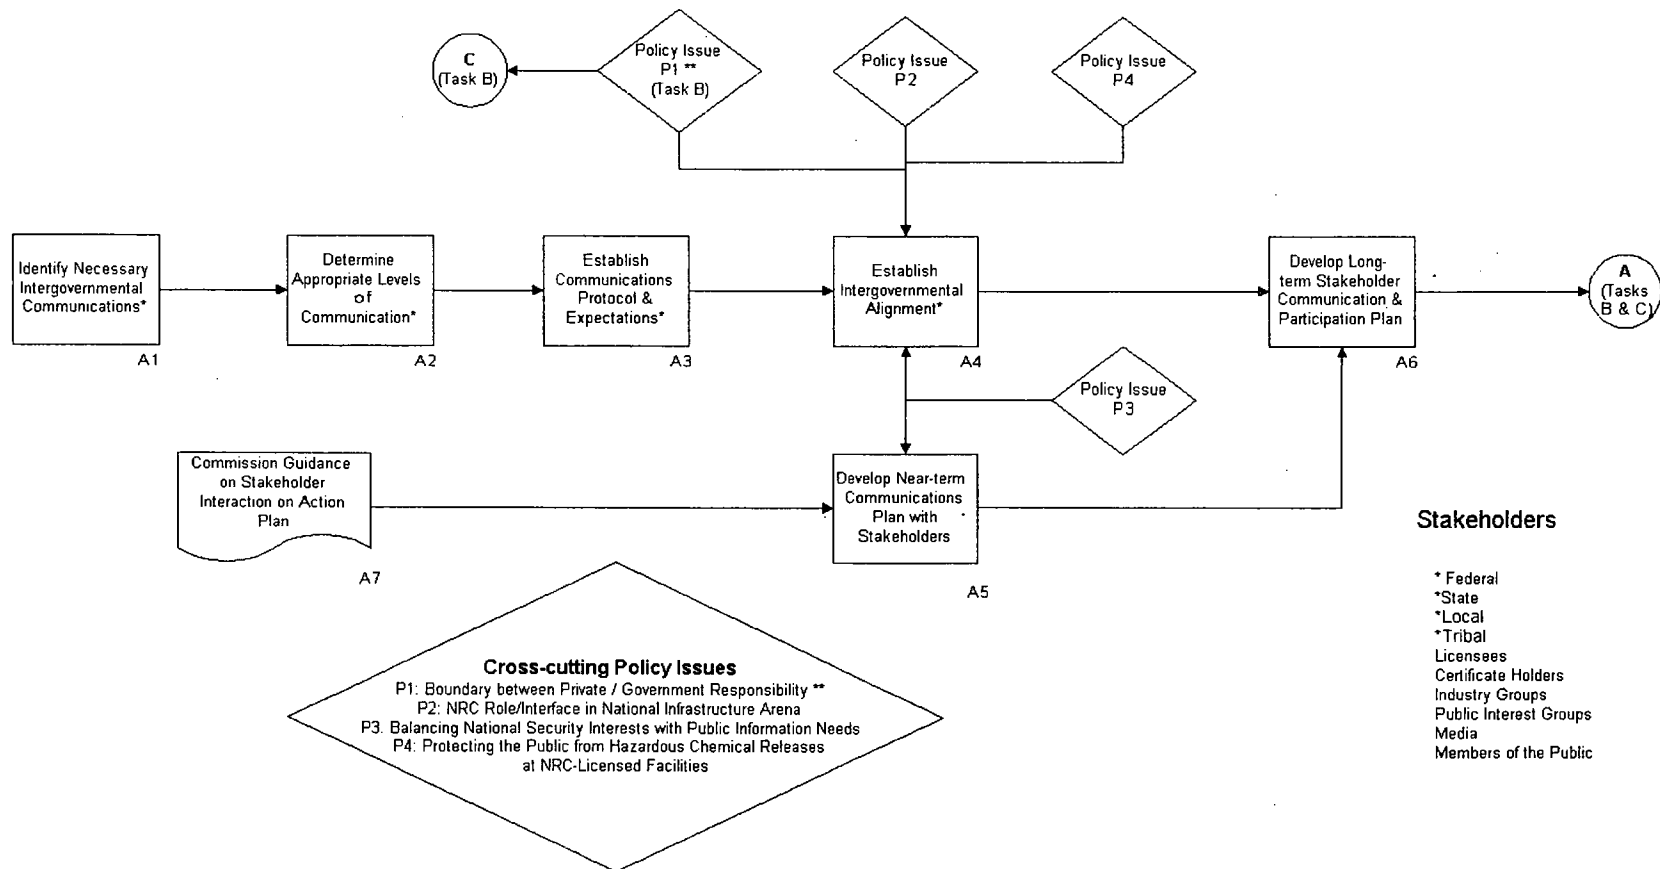 C
(Task B)
Policy Issue
P1 **
(Task B)
Policy Issue
P2
Policy Issue
P4
Identify Necessary
Intergovernmental
Communications*
A1
Determine
Appropriate Levels
of
Communication*
A2
Establish
Communications
Protocol &
Expectations*
A3
Establish
Intergovernmental
Alignment*
A4
Develop Long-
term Stakeholder
Communication &
Participation Plan
A6
A
(Tasks
B & C)
Policy Issue
P3
Commission Guidance
on Stakeholder
Interaction on Action
Plan
A7
Develop Near-term
Communications
Plan with
Stakeholders
A5
Cross-cutting Policy Issues
P1: Boundary between Private / Government Responsibility **
P2: NRC Role/Interface in National Infrastructure Arena
P3. Balancing National Security Interests with Public Information Needs
P4: Protecting the Public from Hazardous Chemical Releases
at NRC-Licensed Facilities
Stakeholders
* Federal
*State
*Local
*Tribal
Licensees
Certificate Holders
Industry Groups
Public Interest Groups
Media
Members of the Public